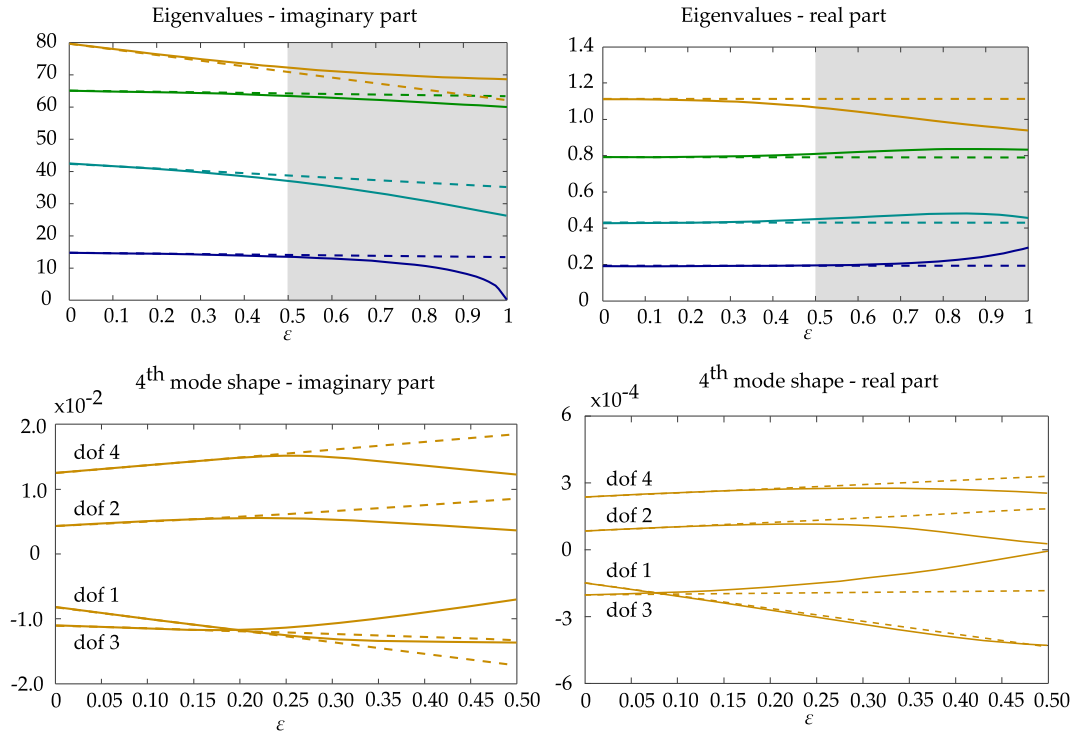 Eigenvalues - imaginary part
80
70
60
50
40
30
20
10
0
0 0.1 0.2 0.3 0.4 0.5 0.6 0.7 0.8 0.9 1
ε
Eigenvalues - real part
1.4
1.2
1.0
0.8
0.6
0.4
0.2
0
0 0.1 0.2 0.3 0.4 0.5 0.6 0.7 0.8 0.9 1
ε
4th mode shape - imaginary part
x10-2
2.0
1.0
0
-1.0
-2.0
dof 4
dof 2
dof 1
dof 3
0 0.05 0.10 0.15 0.20 0.25 0.30 0.35 0.40 0.45 0.50
ε
4th mode shape - real part
x10-4
6
3
0
-3
-6
dof 4
dof 2
dof 1
dof 3
0 0.05 0.10 0.15 0.20 0.25 0.30 0.35 0.40 0.45 0.50
ε